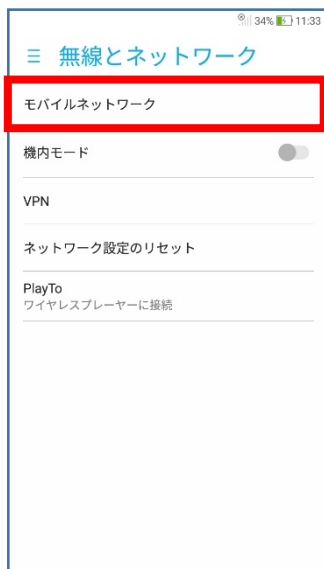 34% 11:33
無線とネットワーク
モバイルネットワーク
機内モード
VPN
ネットワーク設定のリセット
PlayTo
ワイヤレスプレーヤーに接続